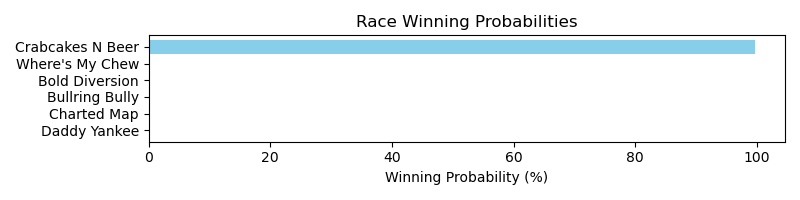 Race Winning Probabilities
Crabcakes N Beer
Where's My Chew
Bold Diversion
Bullring Bully
Charted Map
Daddy Yankee
0 20 40 60 80 100
Winning Probability (%)